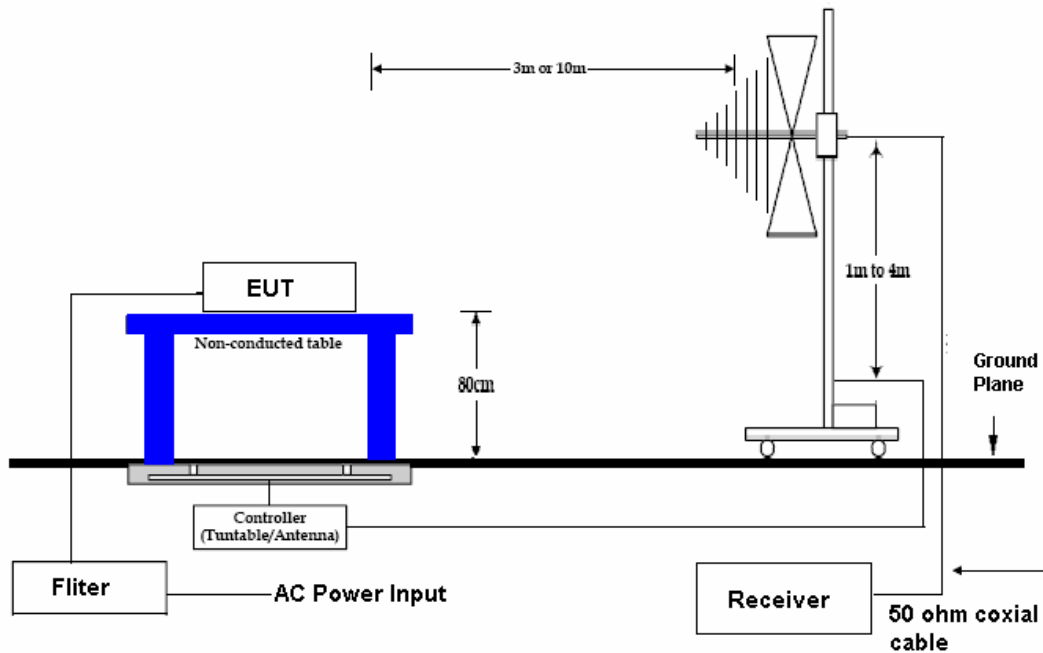 3m or 10m
EUT
Non-conducted table
80cm
1m to 4m
Ground
Plane
Controller
(Tuntable/Antenna)
Fliter
AC Power Input
Receiver
50 ohm coxial
cable